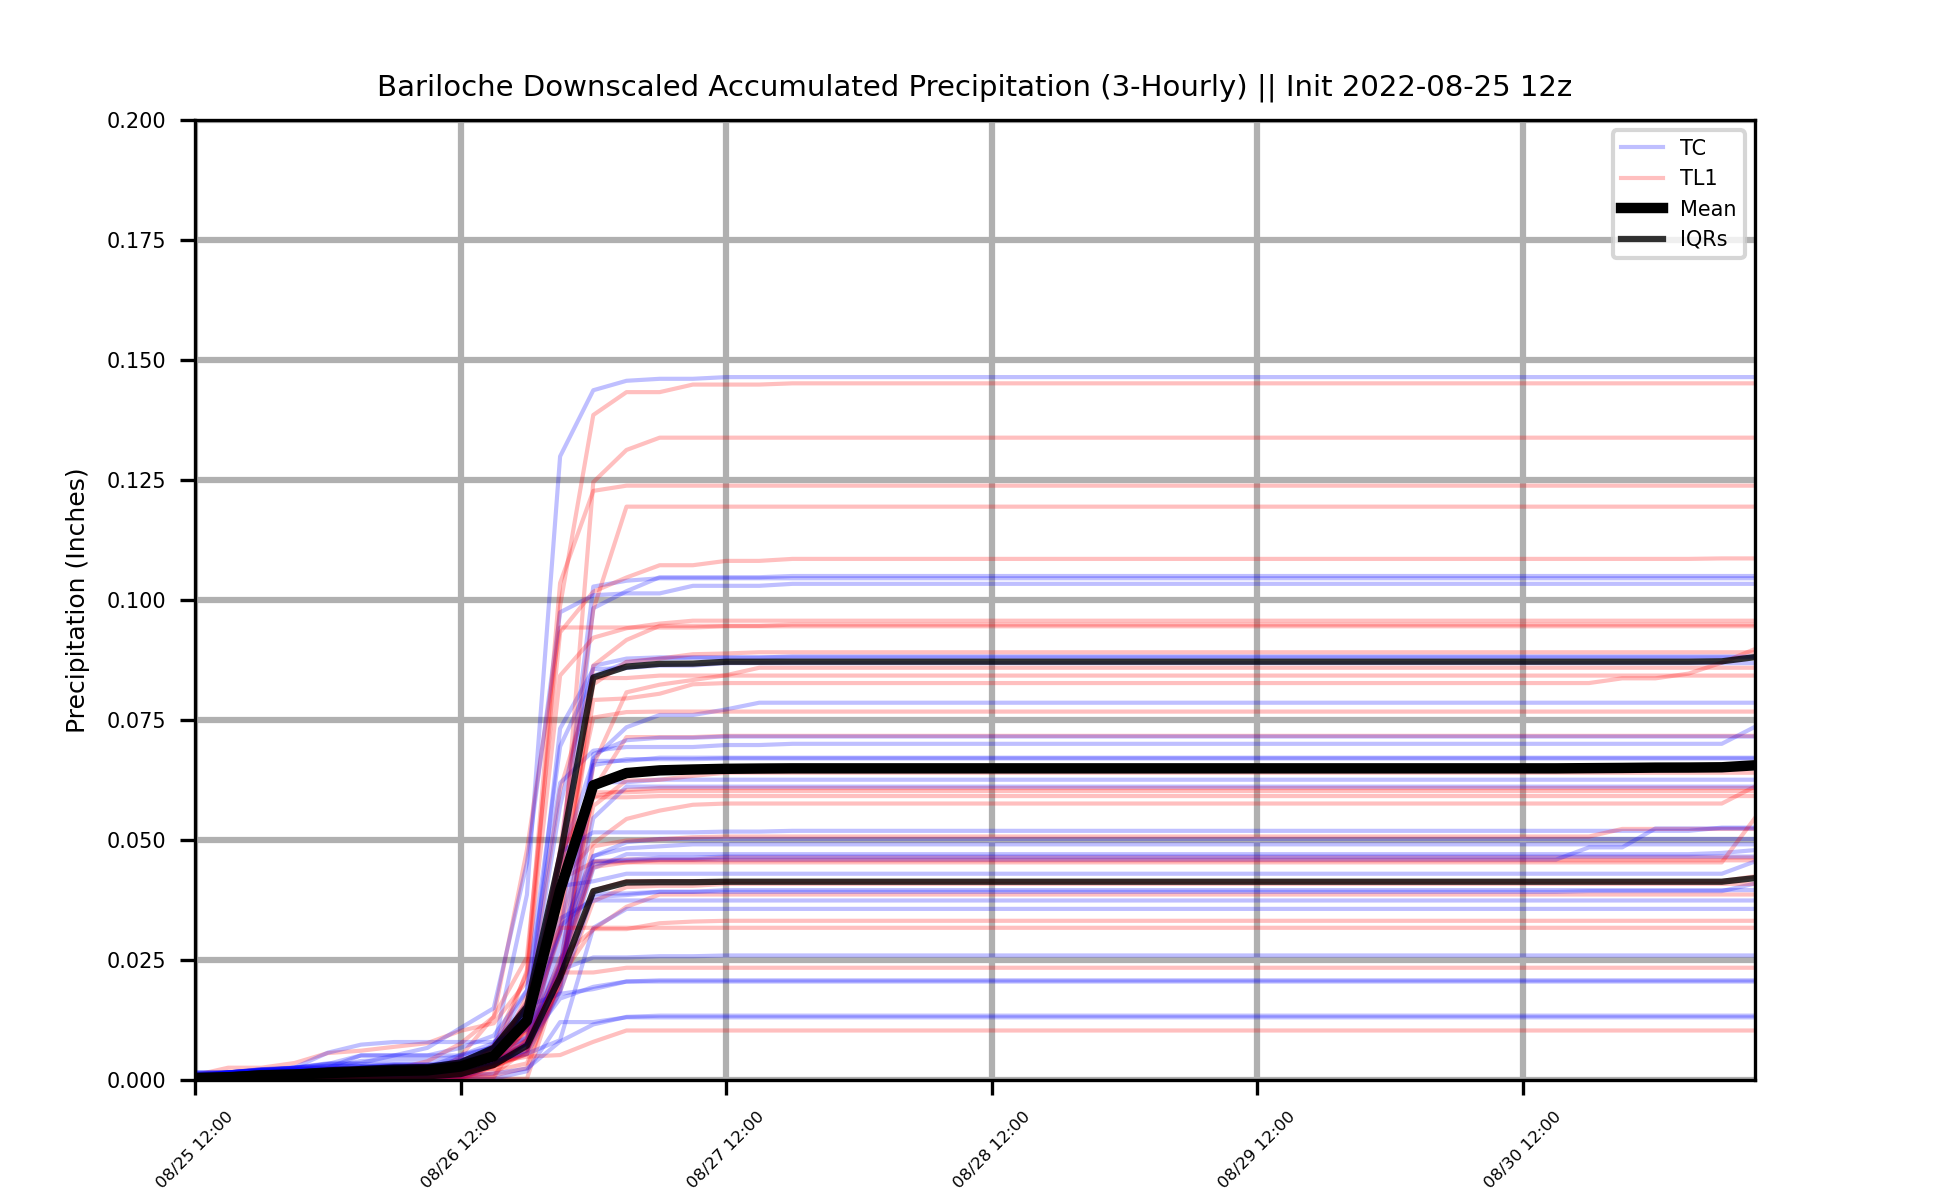 Bariloche Downscaled Accumulated Precipitation (3-Hourly) || Init 2022-08-25 12z
TC
TL1
Mean
IQRs
Precipitation (Inches)
0.200
0.175
0.150
0.125
0.100
0.075
0.050
0.025
0.000
08/25 12:00
08/26 12:00
08/27 12:00
08/28 12:00
08/29 12:00
08/30 12:00